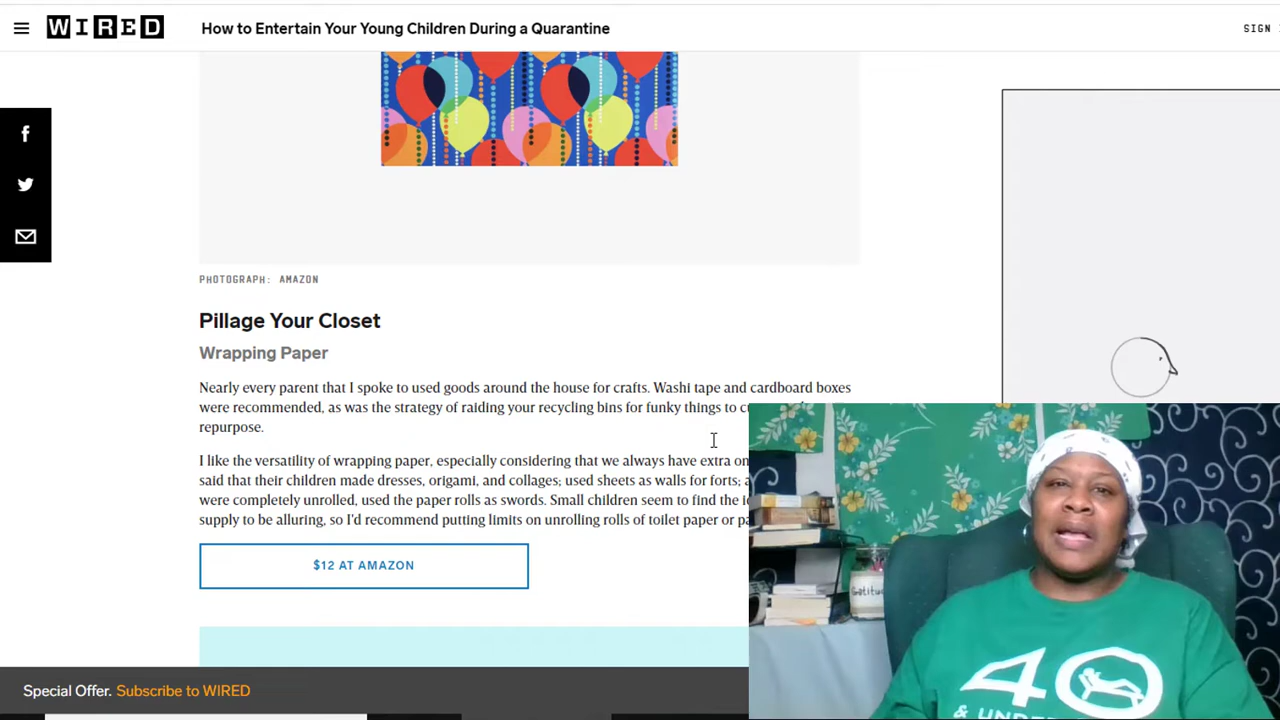 WIRED
How to Entertain Your Young Children During a Quarantine
SIGN
PHOTOGRAPH: AMAZON
Pillage Your Closet
Wrapping Paper
Nearly every parent that I spoke to used goods around the house for crafts. Washi tape and cardboard boxes
were recommended, as was the strategy of raiding your recycling bins for funky things to
repurpose.
I like the versatility of wrapping paper, especially considering that we always have extra
said that their children made dresses, origami, and collages; used sheets as walls for forts;
were completely unrolled, used the paper rolls as swords. Small children seem to find the
supply to be alluring, so I'd recommend putting limits on unrolling rolls of toilet paper or
$12 AT AMAZON
Special Offer. Subscribe to WIRED
40
& UNDER